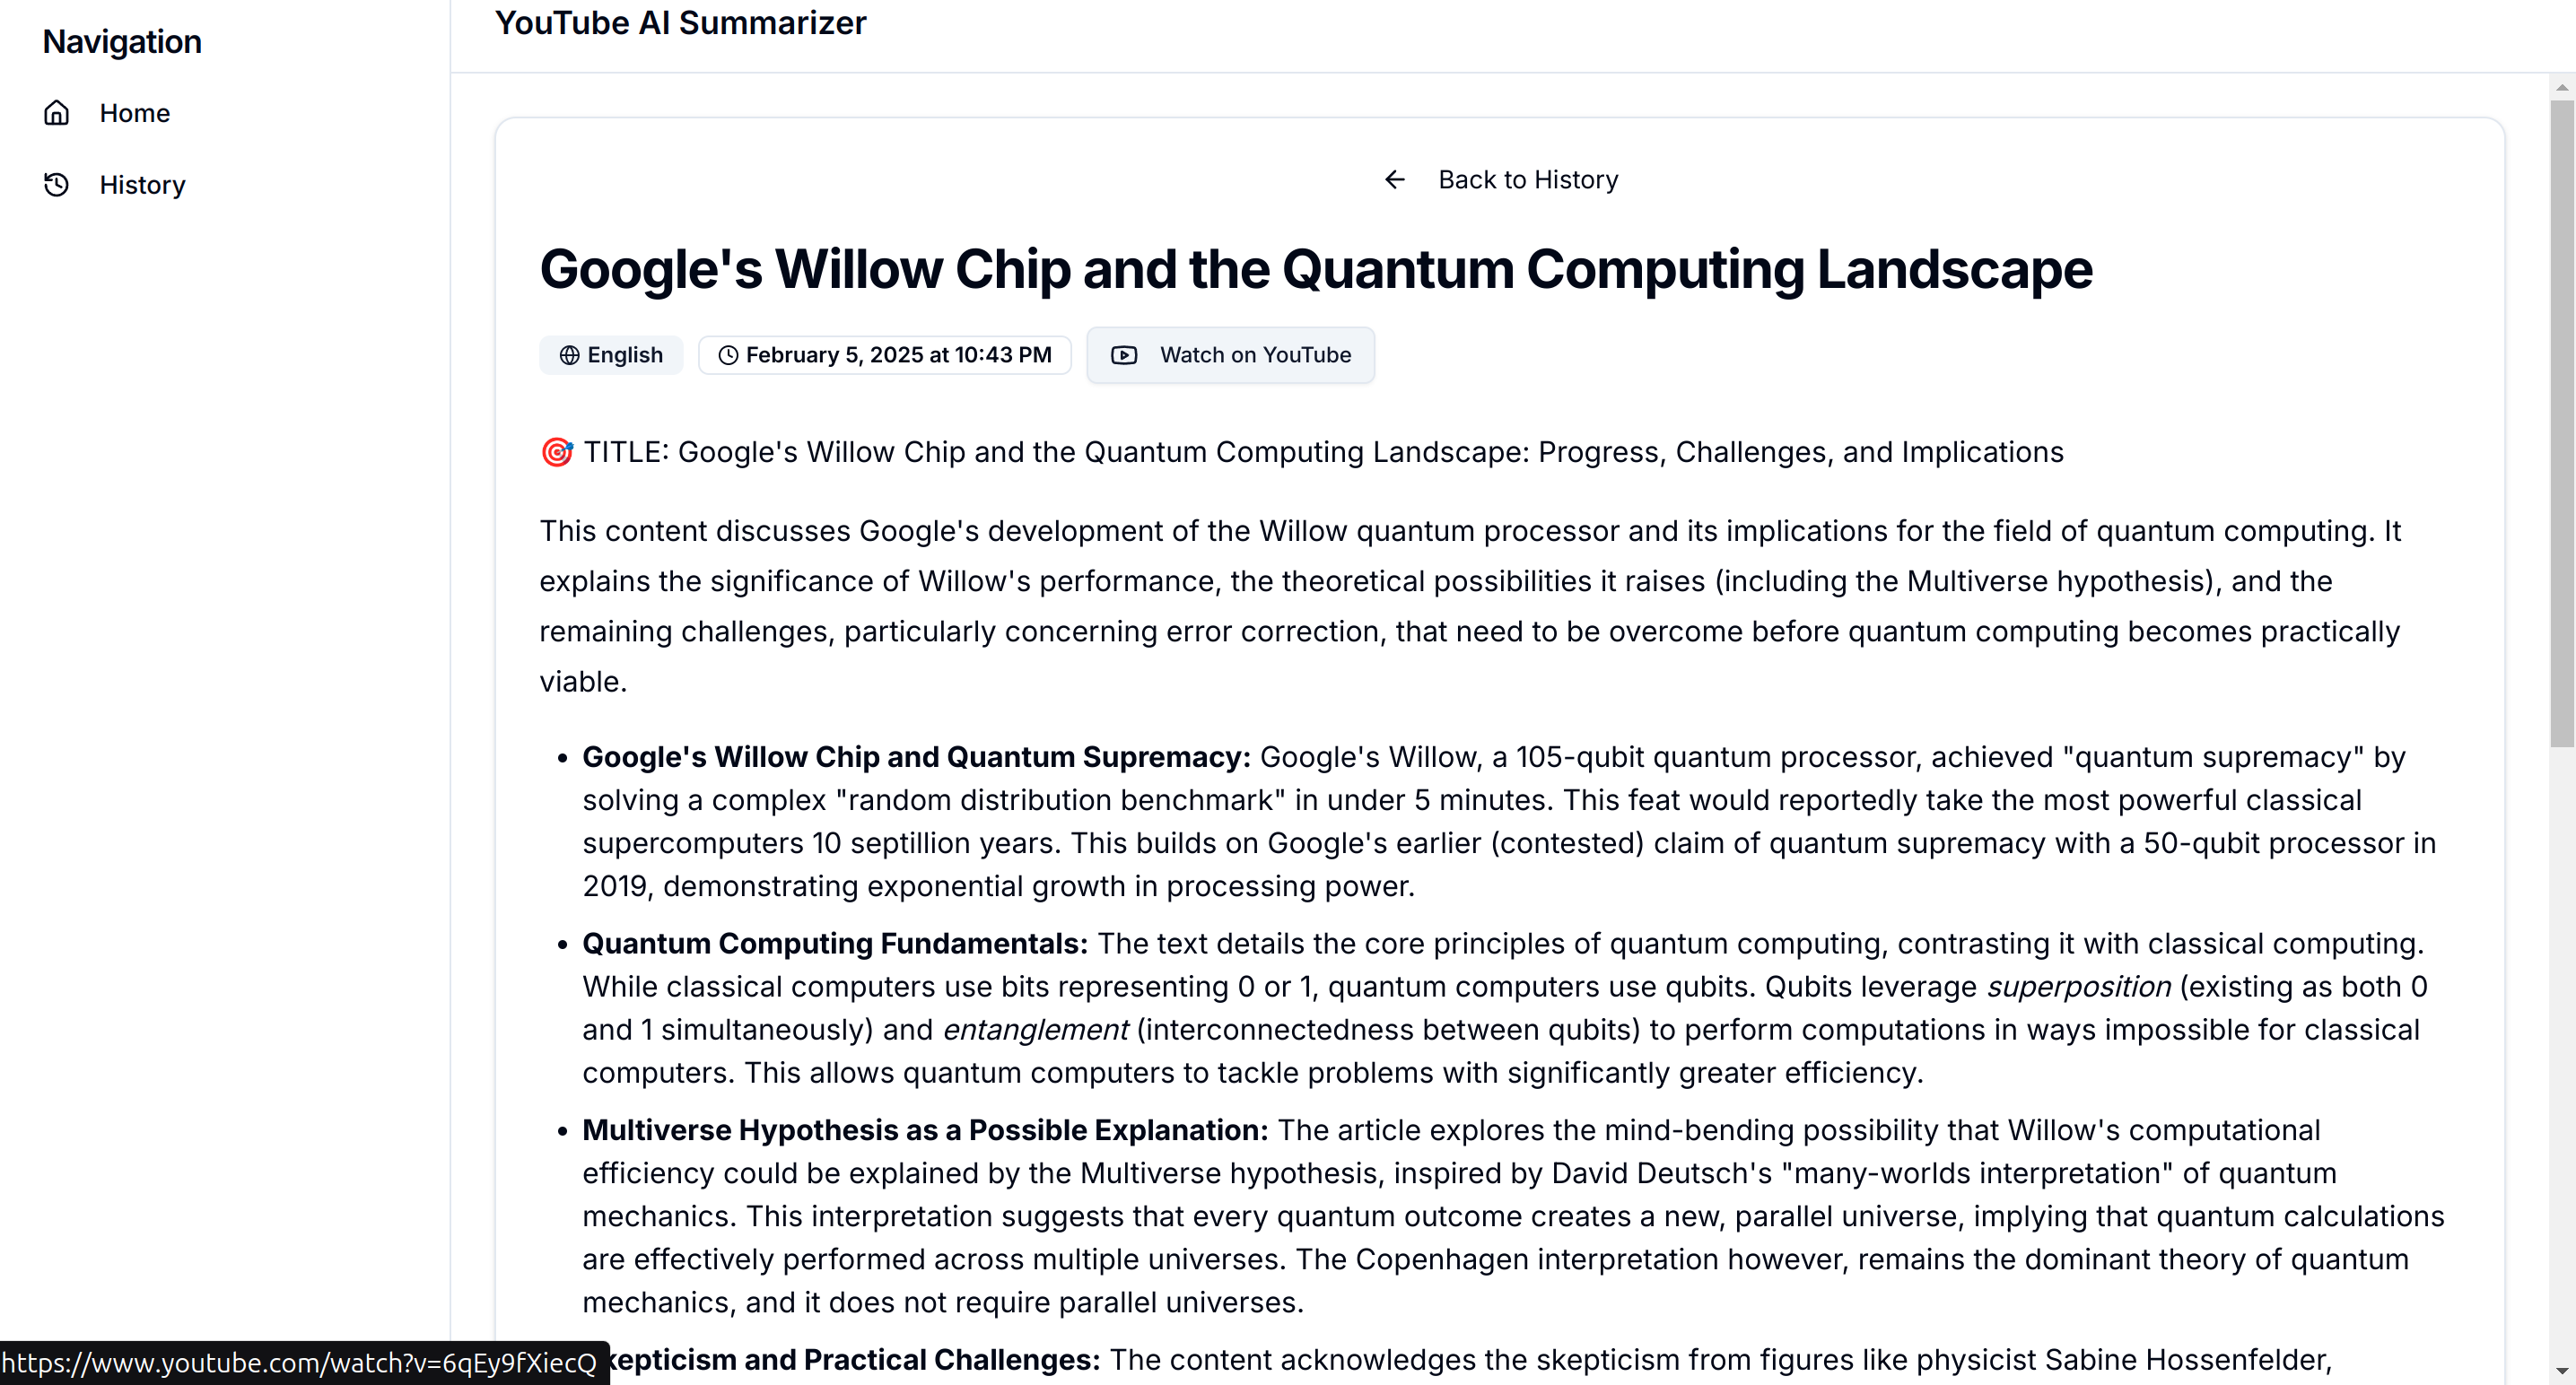 Navigation
Home
History
YouTube AI Summarizer
Back to History
Google's Willow Chip and the Quantum Computing Landscape
English
February 5, 2025 at 10:43 PM
Watch on YouTube
🎯 TITLE: Google's Willow Chip and the Quantum Computing Landscape: Progress, Challenges, and Implications
This content discusses Google's development of the Willow quantum processor and its implications for the field of quantum computing. It
explains the significance of Willow's performance, the theoretical possibilities it raises (including the Multiverse hypothesis), and the
remaining challenges, particularly concerning error correction, that need to be overcome before quantum computing becomes practically
viable.
• Google's Willow Chip and Quantum Supremacy: Google's Willow, a 105-qubit quantum processor, achieved "quantum supremacy" by
solving a complex "random distribution benchmark" in under 5 minutes. This feat would reportedly take the most powerful classical
supercomputers 10 septillion years. This builds on Google's earlier (contested) claim of quantum supremacy with a 50-qubit processor in
2019, demonstrating exponential growth in processing power.
• Quantum Computing Fundamentals: The text details the core principles of quantum computing, contrasting it with classical computing.
While classical computers use bits representing 0 or 1, quantum computers use qubits. Qubits leverage superposition (existing as both 0
and 1 simultaneously) and entanglement (interconnectedness between qubits) to perform computations in ways impossible for classical
computers. This allows quantum computers to tackle problems with significantly greater efficiency.
• Multiverse Hypothesis as a Possible Explanation: The article explores the mind-bending possibility that Willow's computational
efficiency could be explained by the Multiverse hypothesis, inspired by David Deutsch's "many-worlds interpretation" of quantum
mechanics. This interpretation suggests that every quantum outcome creates a new, parallel universe, implying that quantum calculations
are effectively performed across multiple universes. The Copenhagen interpretation however, remains the dominant theory of quantum
mechanics, and it does not require parallel universes.
kepticism and Practical Challenges: The content acknowledges the skepticism from figures like physicist Sabine Hossenfelder,
https://www.youtube.com/watch?v=6qEy9fXiecQ